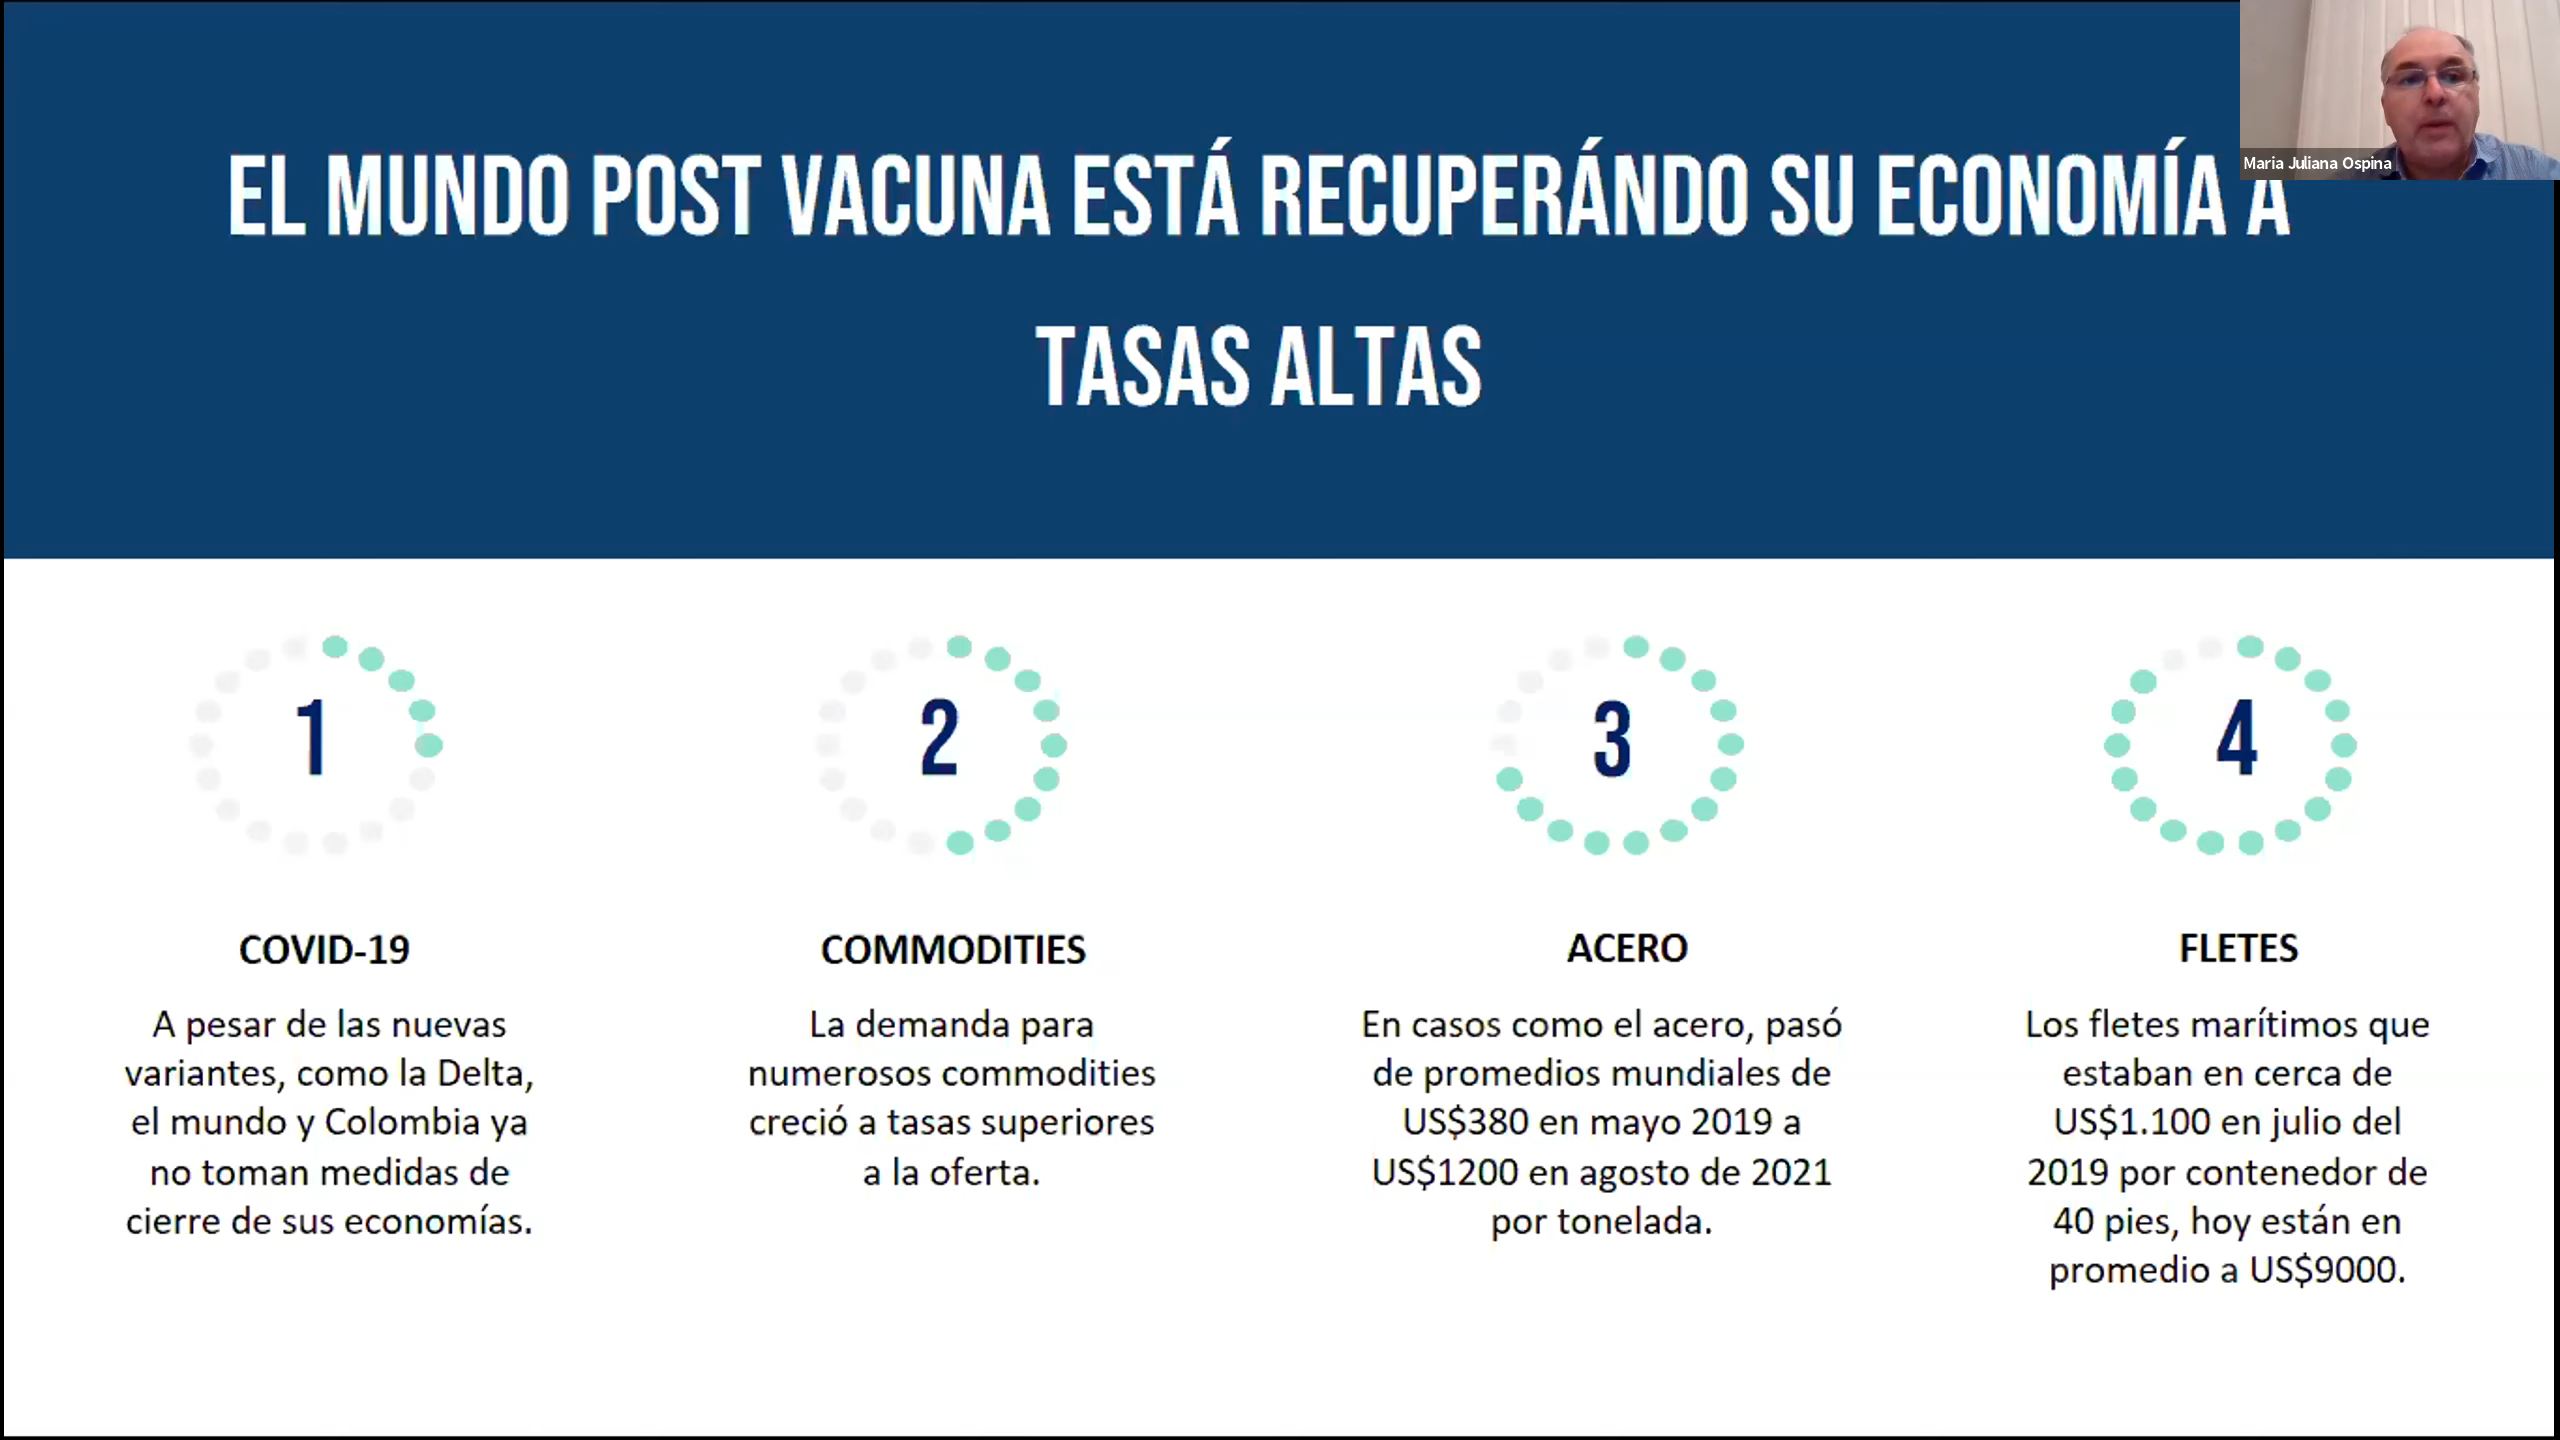 EL MUNDO POST VACUNA ESTÁ RECUPERÁNDO SU ECONOMÍA A
TASAS ALTAS
Maria Juliana Ospina
1
COVID-19
A pesar de las nuevas
variantes, como la Delta,
el mundo y Colombia ya
no toman medidas de
cierre de sus economías.
2
COMMODITIES
La demanda para
numerosos commodities
creció a tasas superiores
a la oferta.
3
ACERO
En casos como el acero, pasó
de promedios mundiales de
US$380 en mayo 2019 a
US$1200 en agosto de 2021
por tonelada.
4
FLETES
Los fletes marítimos que
estaban en cerca de
US$1.100 en julio del
2019 por contenedor de
40 pies, hoy están en
promedio a US$9000.